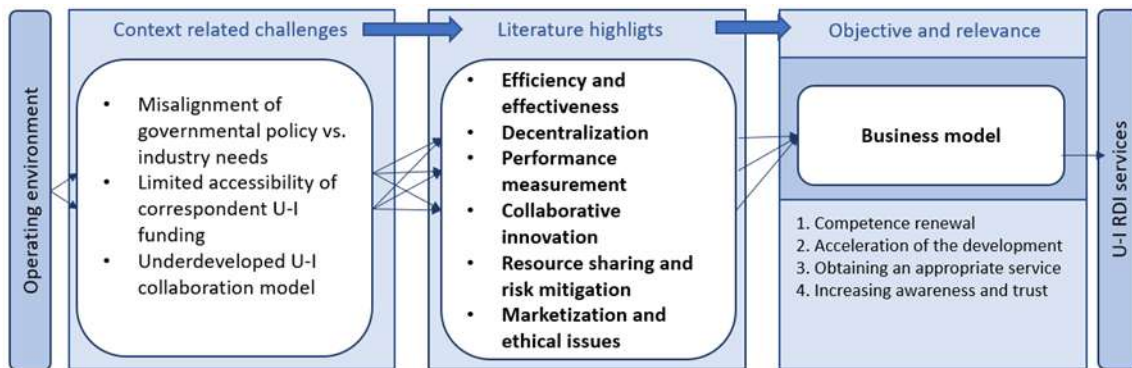 Operating environment
Context related challenges
• Misalignment of
governmental policy vs.
industry needs
• Limited accessibility of
correspondent U-I
funding
• Underdeveloped U-I
collaboration model
Literature highligts
• Efficiency and
effectiveness
• Decentralization
• Performance
measurement
• Collaborative
innovation
• Resource sharing and
risk mitigation
• Marketization and
ethical issues
Objective and relevance
Business model
1. Competence renewal
2. Acceleration of the development
3. Obtaining an appropriate service
4. Increasing awareness and trust
U-I RDI services